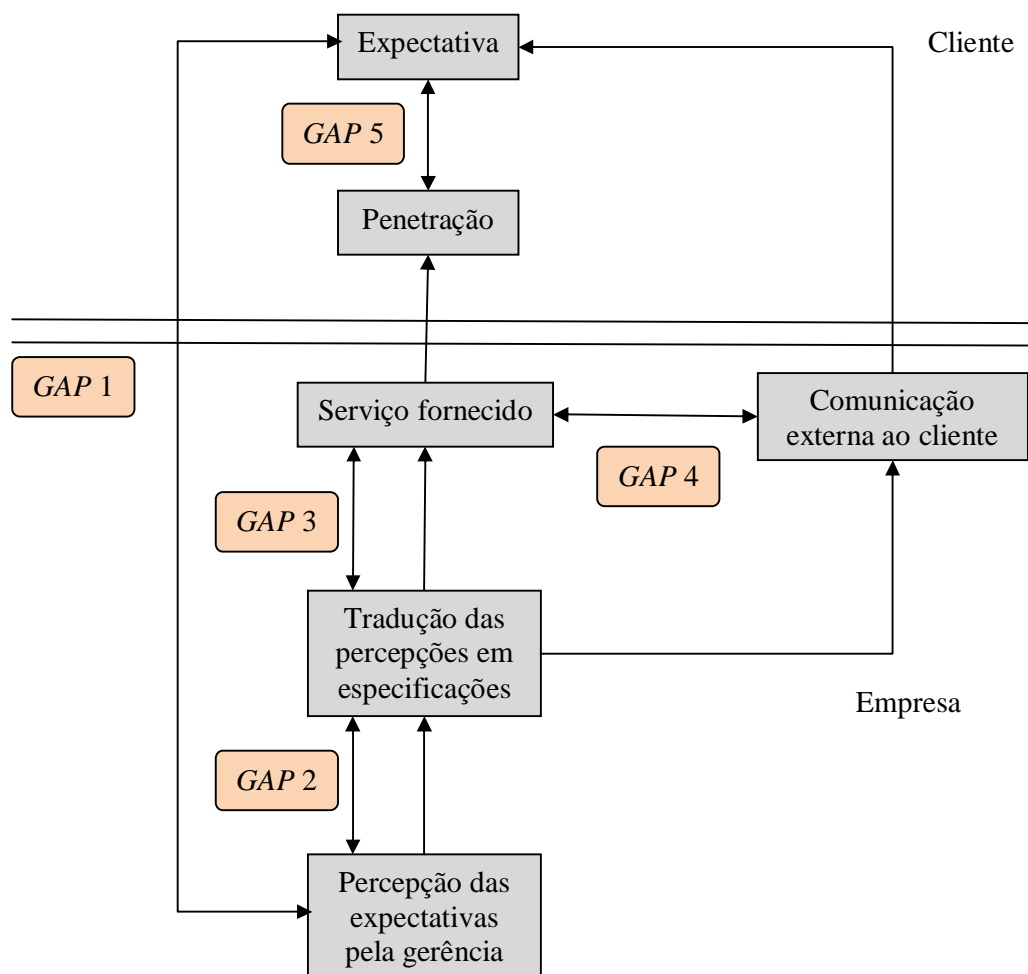 Expectativa
Cliente
GAP 5
Penetração
GAP 1
Serviço fornecido
Comunicação
externa ao cliente
GAP 4
GAP 3
Tradução das
percepções em
especificações
Empresa
GAP 2
Percepção das
expectativas
pela gerência